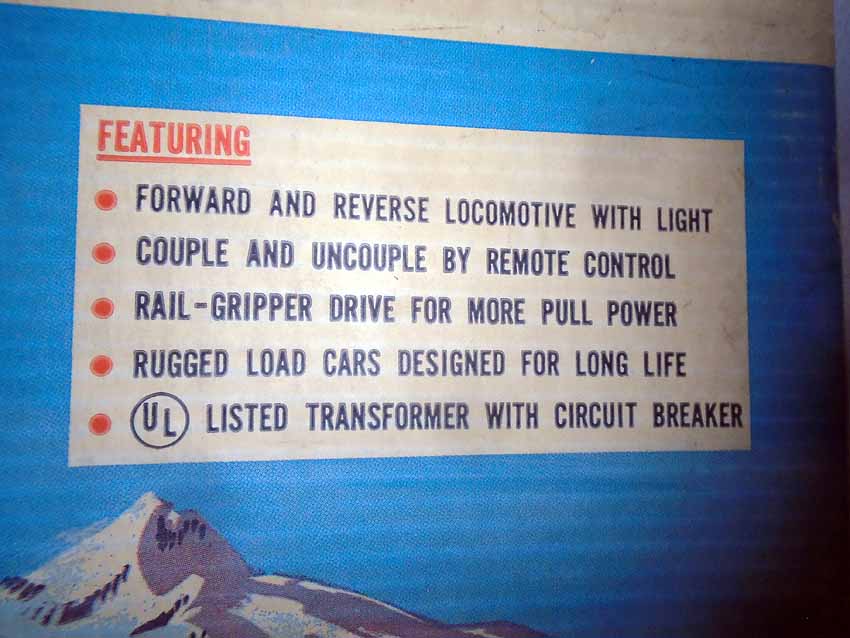 FEATURING
• FORWARD AND REVERSE LOCOMOTIVE WITH LIGHT
• COUPLE AND UNCOUPLE BY REMOTE CONTROL
• RAIL-GRIPPER DRIVE FOR MORE PULL POWER
• RUGGED LOAD CARS DESIGNED FOR LONG LIFE
• UL LISTED TRANSFORMER WITH CIRCUIT BREAKER